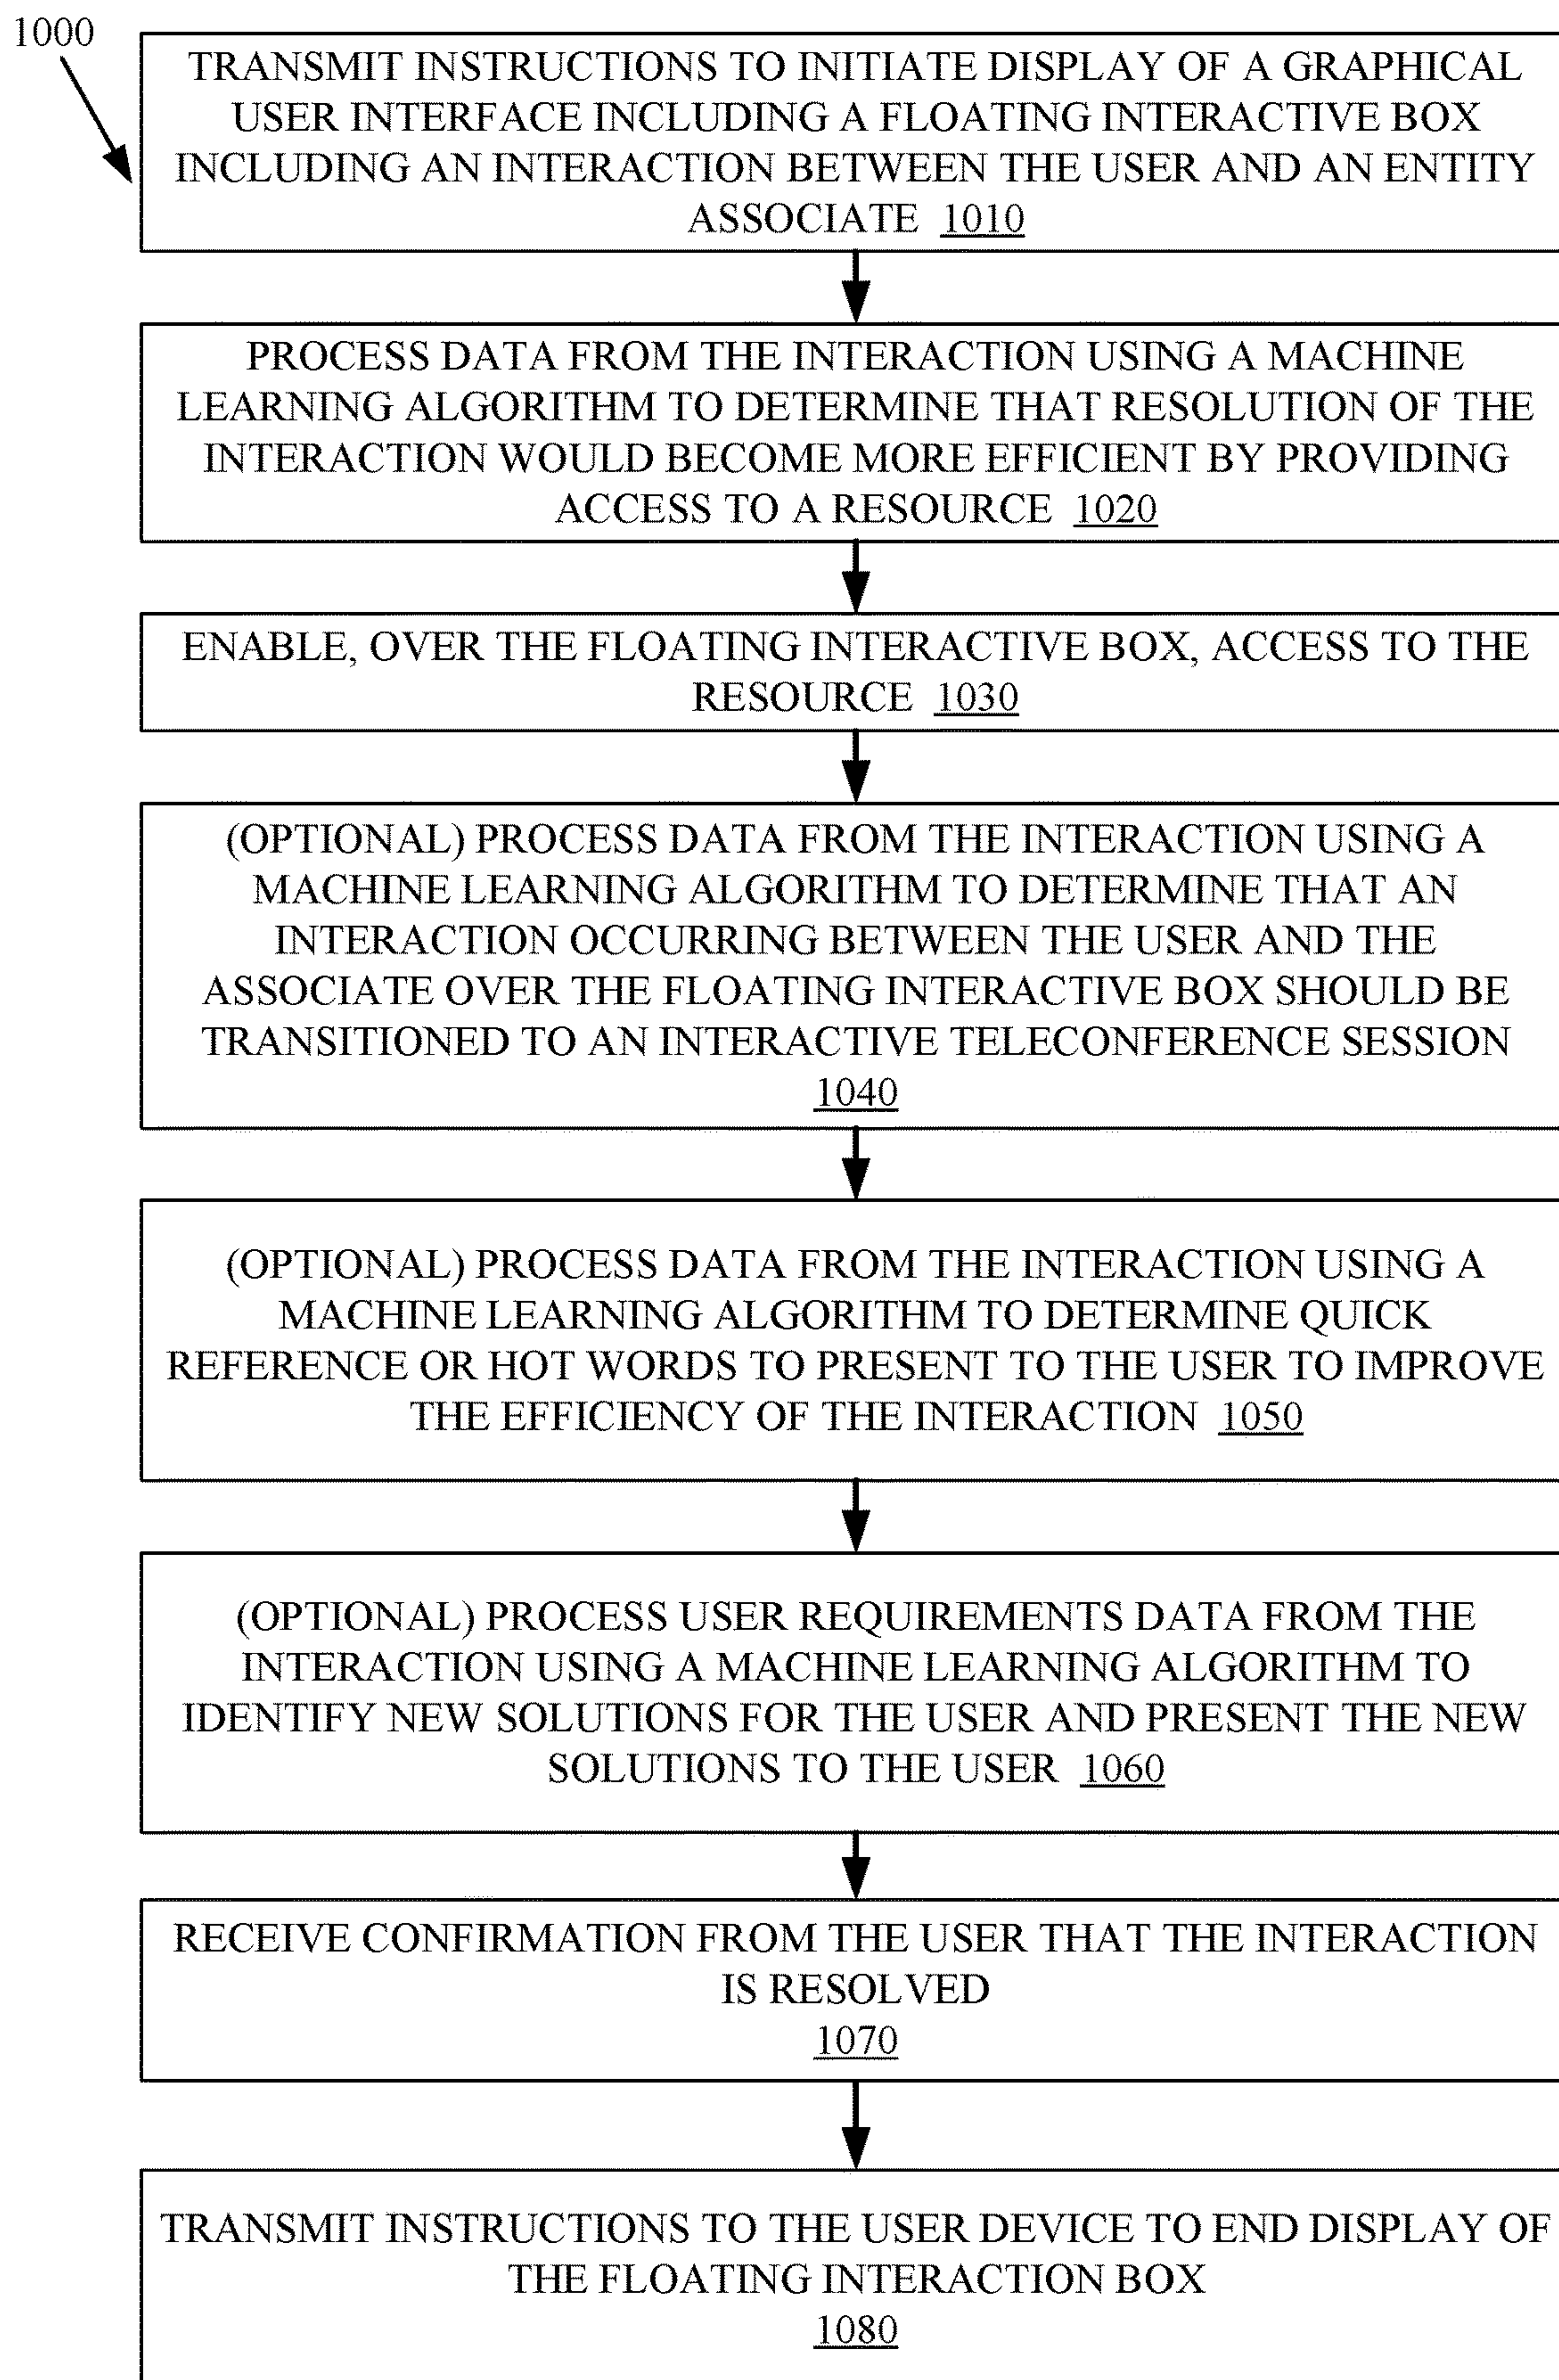 1000
TRANSMIT INSTRUCTIONS TO INITIATE DISPLAY OF A GRAPHICAL
USER INTERFACE INCLUDING A FLOATING INTERACTIVE BOX
INCLUDING AN INTERACTION BETWEEN THE USER AND AN ENTITY
ASSOCIATE 1010
PROCESS DATA FROM THE INTERACTION USING A MACHINE
LEARNING ALGORITHM TO DETERMINE THAT RESOLUTION OF THE
INTERACTION WOULD BECOME MORE EFFICIENT BY PROVIDING
ACCESS TO A RESOURCE 1020
ENABLE, OVER THE FLOATING INTERACTIVE BOX, ACCESS TO THE
RESOURCE 1030
(OPTIONAL) PROCESS DATA FROM THE INTERACTION USING A
MACHINE LEARNING ALGORITHM TO DETERMINE THAT AN
INTERACTION OCCURRING BETWEEN THE USER AND THE
ASSOCIATE OVER THE FLOATING INTERACTIVE BOX SHOULD BE
TRANSITIONED TO AN INTERACTIVE TELECONFERENCE SESSION
1040
(OPTIONAL) PROCESS DATA FROM THE INTERACTION USING A
MACHINE LEARNING ALGORITHM TO DETERMINE QUICK
REFERENCE OR HOT WORDS TO PRESENT TO THE USER TO IMPROVE
THE EFFICIENCY OF THE INTERACTION 1050
(OPTIONAL) PROCESS USER REQUIREMENTS DATA FROM THE
INTERACTION USING A MACHINE LEARNING ALGORITHM TO
IDENTIFY NEW SOLUTIONS FOR THE USER AND PRESENT THE NEW
SOLUTIONS TO THE USER 1060
RECEIVE CONFIRMATION FROM THE USER THAT THE INTERACTION
IS RESOLVED
1070
TRANSMIT INSTRUCTIONS TO THE USER DEVICE TO END DISPLAY OF
THE FLOATING INTERACTION BOX
1080